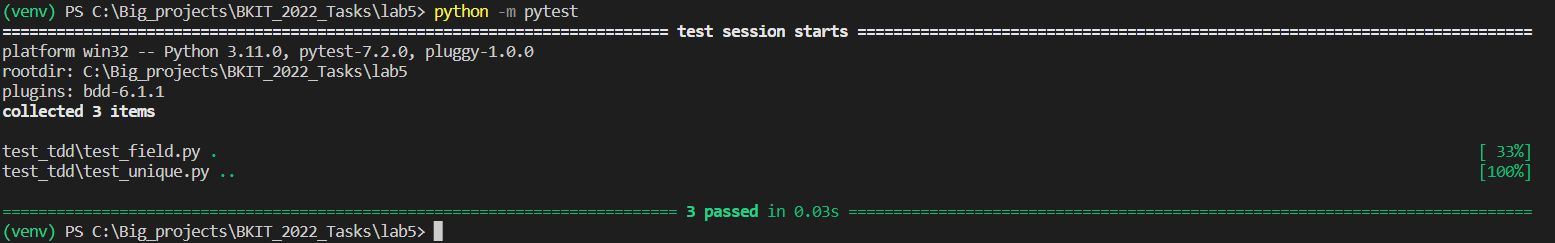 (venv) PS C:\Big_projects\BKIT_2022_Tasks\lab5> python -m pytest
=========================================================================== test session starts ===========================================================================
platform win32 -- Python 3.11.0, pytest-7.2.0, pluggy-1.0.0
rootdir: C:\Big_projects\BKIT_2022_Tasks\lab5
plugins: bdd-6.1.1
collected 3 items
test_tdd\test_field.py . [ 33%]
test_tdd\test_unique.py .. [100%]
============================================================================ 3 passed in 0.03s ============================================================================
(venv) PS C:\Big_projects\BKIT_2022_Tasks\lab5>